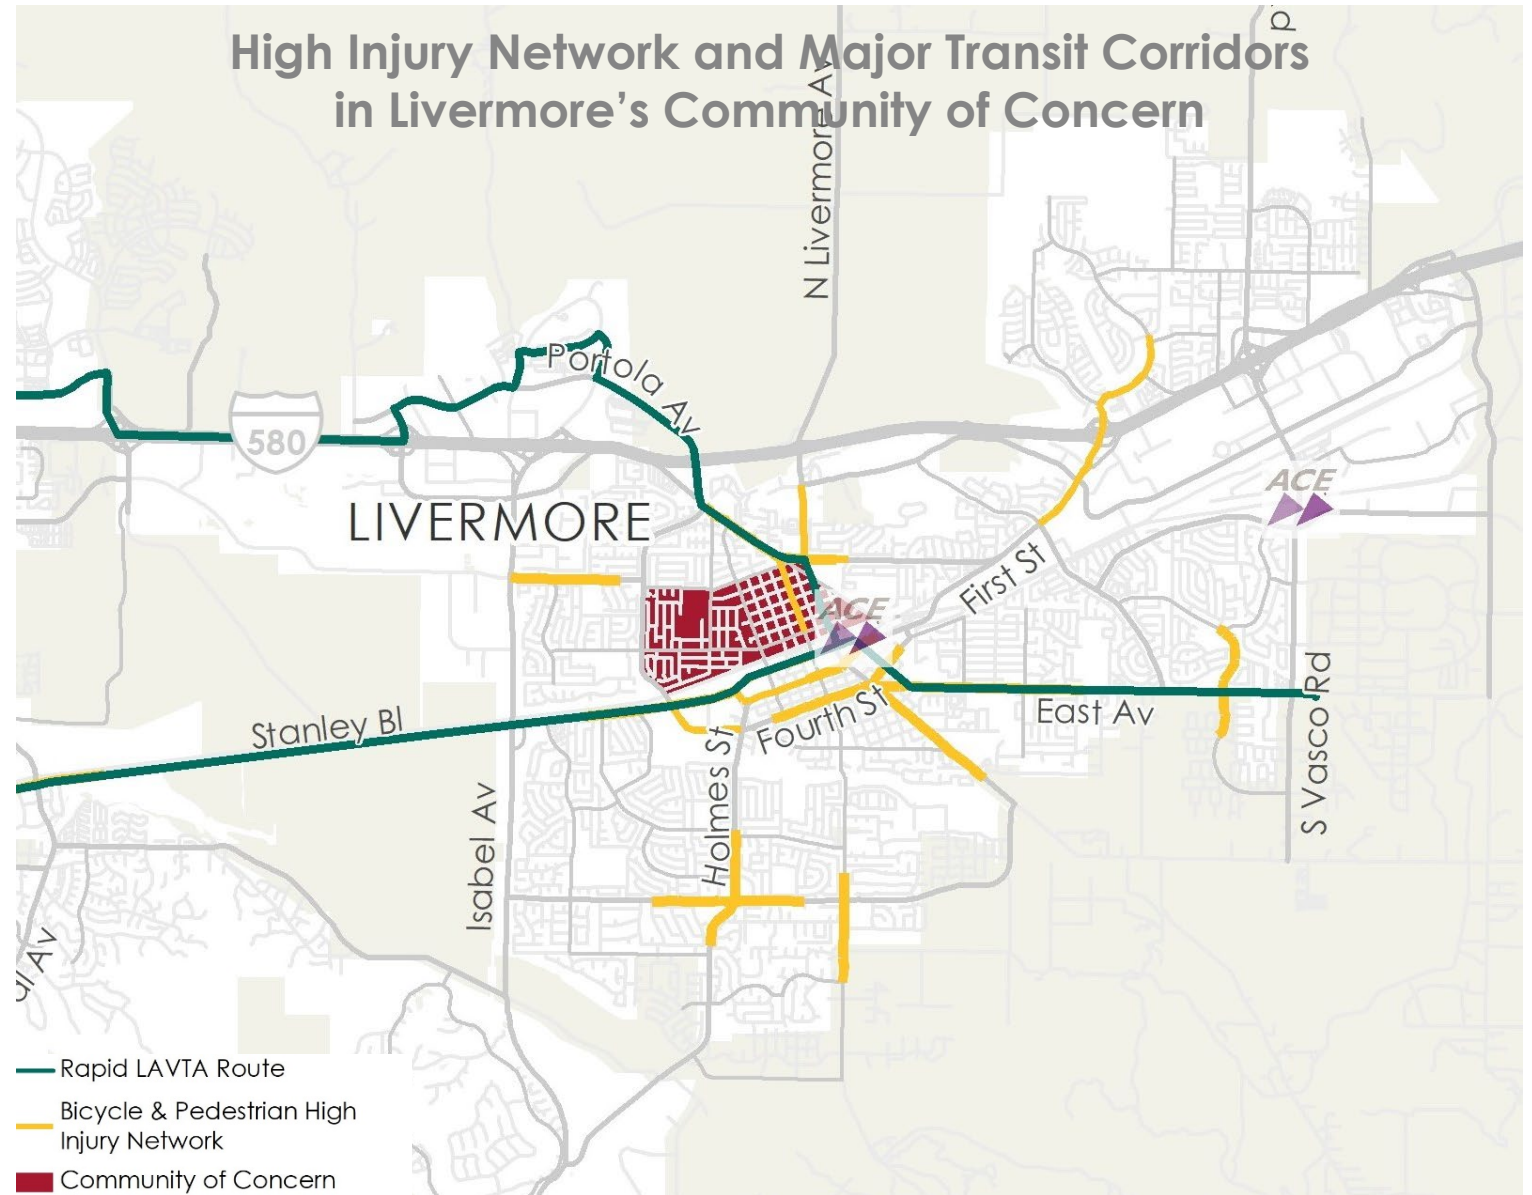 High Injury Network and Major Transit Corridors
in Livermore’s Community of Concern
N Livermore Av
Portola Av
580
LIVERMORE
ACE
First St
ACE
East Av
Fourth St
Stanley Bl
S Vasco Rd
Holmes St
Isabel Av
al Av
Rapid LAVTA Route
Bicycle & Pedestrian High
Injury Network
Community of Concern